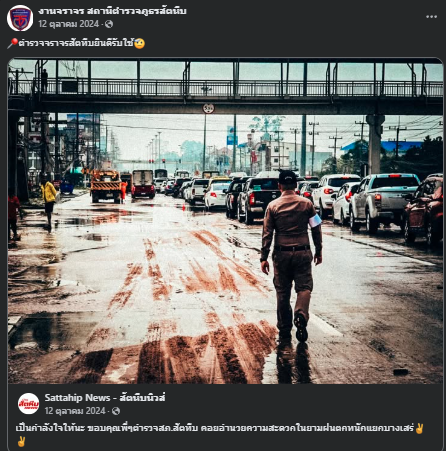 งานจราจร สถานีตำรวจภูธรสัตหีบ
12 ตุลาคม 2024 ·
📍ตำรวจจราจรสัตหีบยินดีรับใช้🫡
Sattahip News - สัตหีบนิวส์
12 ตุลาคม 2024 ·
เป็นกำลังใจให้นะ ขอบคุณพี่ๆตำรวจสภ.สัตหีบ คอยอำนวยความสะดวกในยามฝนตกหนักแยกบางเสร่✌
✌